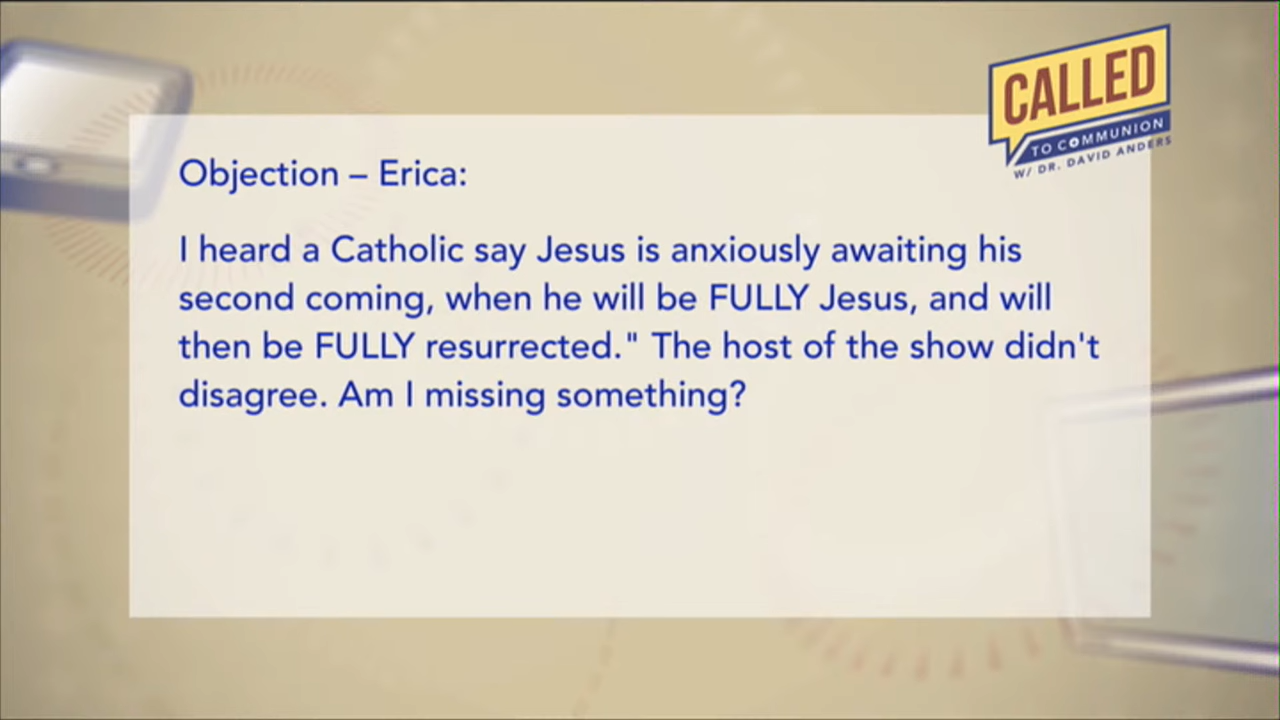 CALLED
TO COMMUNION
W/ DR. DAVID ANDERS
Objection – Erica:
I heard a Catholic say Jesus is anxiously awaiting his
second coming, when he will be FULLY Jesus, and will
then be FULLY resurrected." The host of the show didn't
disagree. Am I missing something?